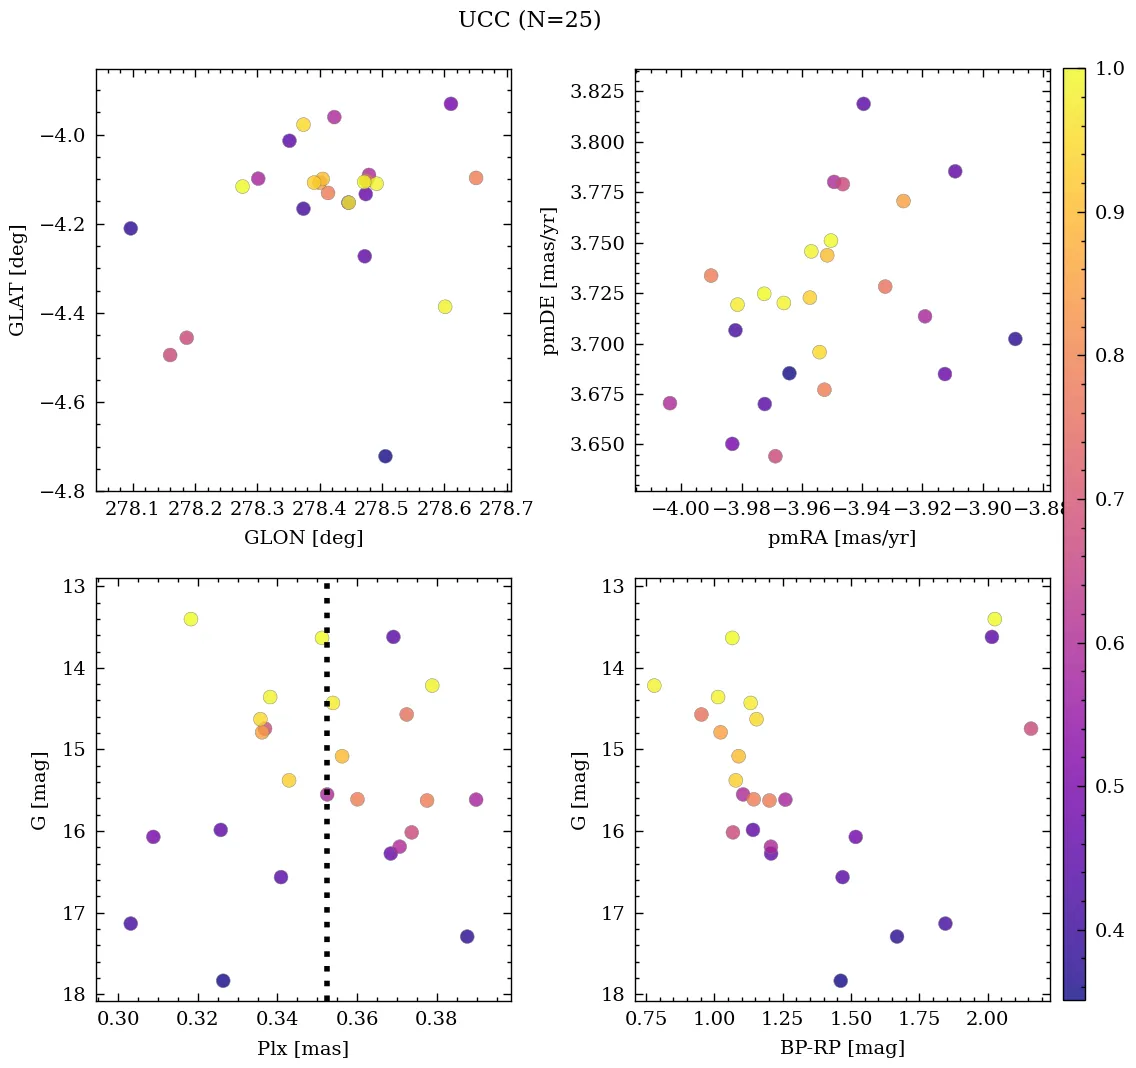 UCC (N=25)
−4.0
−4.2
−4.4
−4.6
−4.8
278.1 278.2 278.3 278.4 278.5 278.6 278.7
GLON [deg]
GLAT [deg]
3.825
3.800
3.775
3.750
3.725
3.700
3.675
3.650
−4.00 −3.98 −3.96 −3.94 −3.92 −3.90 −3.88
pmRA [mas/yr]
pmDE [mas/yr]
13
14
15
16
17
18
0.30 0.32 0.34 0.36 0.38
Plx [mas]
G [mag]
13
14
15
16
17
18
0.75 1.00 1.25 1.50 1.75 2.00
BP-RP [mag]
G [mag]
1.0
0.9
0.8
0.7
0.6
0.5
0.4